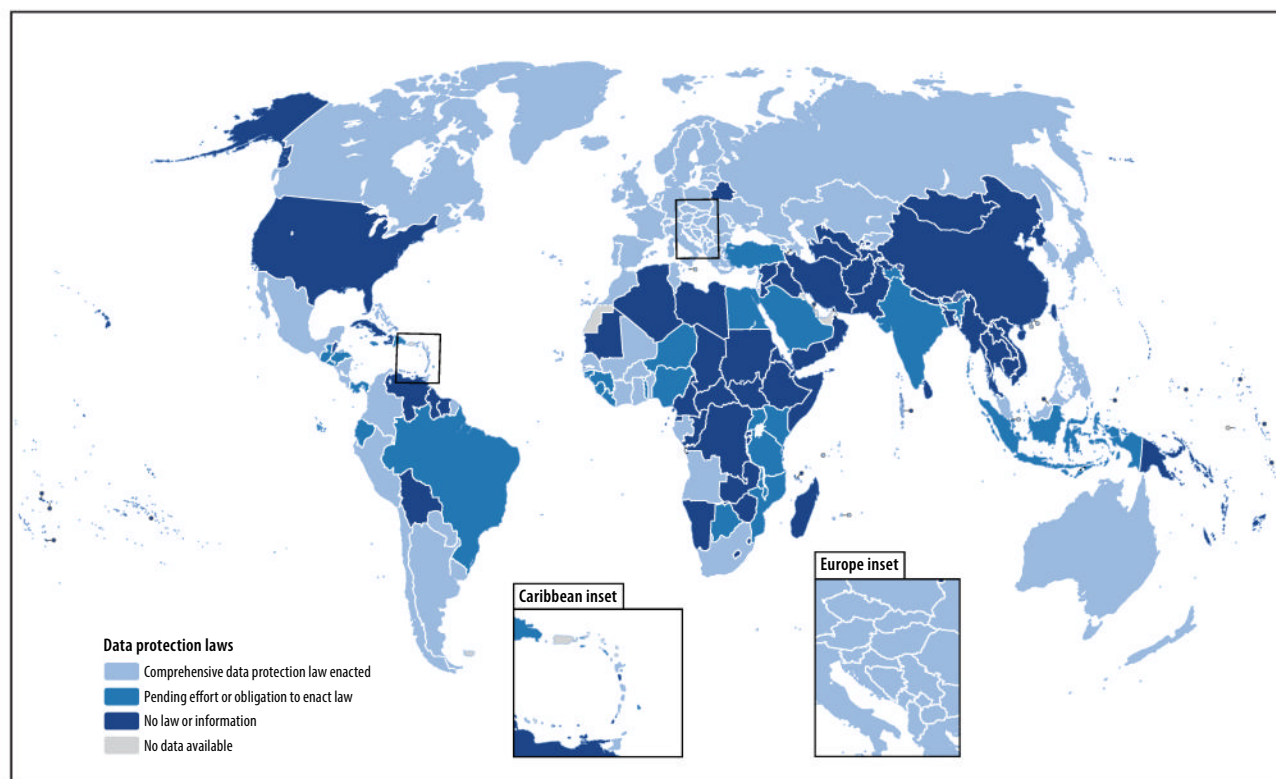 Europe inset
Caribbean inset
Data protection laws
Comprehensive data protection law enacted
Pending effort or obligation to enact law
No law or information
No data available